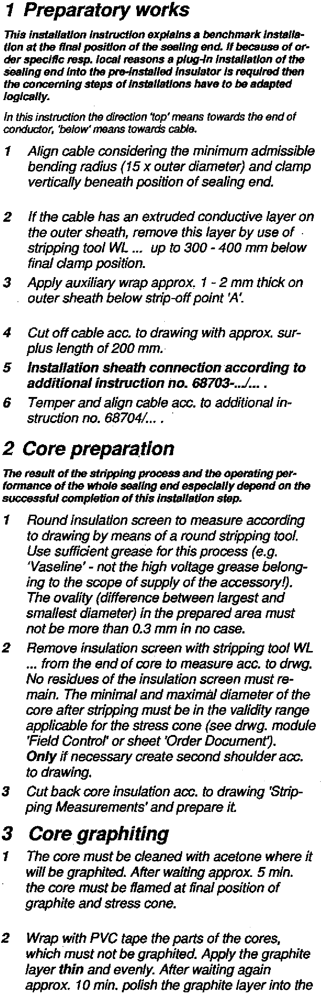 1 Preparatory works
This installation instruction explains a benchmark installa-
tion at the final position of the sealing end. If because of or-
der specific resp. local reasons a plug-in installation of the
sealing end into the pre-installed insulator is required then
the concerning steps of installations have to be adapted
logically.
In this instruction the direction 'top' means towards the end of
conductor, 'below' means towards cable.
1 Align cable considering the minimum admissible
bending radius (15 x outer diameter) and clamp
vertically beneath position of sealing end.
2 If the cable has an extruded conductive layer on
the outer sheath, remove this layer by use of
stripping tool WL ... up to 300 - 400 mm below
final clamp position.
3 Apply auxiliary wrap approx. 1 - 2 mm thick on
outer sheath below strip-off point 'A'.
4 Cut off cable acc. to drawing with approx. sur-
plus length of 200 mm.
5 Installation sheath connection according to
additional instruction no. 68703-.../... .
6 Temper and align cable acc. to additional in-
struction no. 68704/... .
2 Core preparation
The result of the stripping process and the operating per-
formance of the whole sealing end especially depend on the
successful completion of this installation step.
1 Round insulation screen to measure according
to drawing by means of a round stripping tool.
Use sufficient grease for this process (e.g.
'Vaseline' - not the high voltage grease belong-
ing to the scope of supply of the accessory!).
The ovality (difference between largest and
smallest diameter) in the prepared area must
not be more than 0.3 mm in no case.
2 Remove insulation screen with stripping tool WL
... from the end of core to measure acc. to drwg.
No residues of the insulation screen must re-
main. The minimal and maximal diameter of the
core after stripping must be in the validity range
applicable for the stress cone (see drwg. module
'Field Control' or sheet 'Order Document').
Only if necessary create second shoulder acc.
to drawing.
3 Cut back core insulation acc. to drawing 'Strip-
ping Measurements' and prepare it.
3 Core graphiting
1 The core must be cleaned with acetone where it
will be graphited. After waiting approx. 5 min.
the core must be flamed at final position of
graphite and stress cone.
2 Wrap with PVC tape the parts of the cores,
which must not be graphited. Apply the graphite
layer thin and evenly. After waiting again
approx. 10 min. polish the graphite layer into the